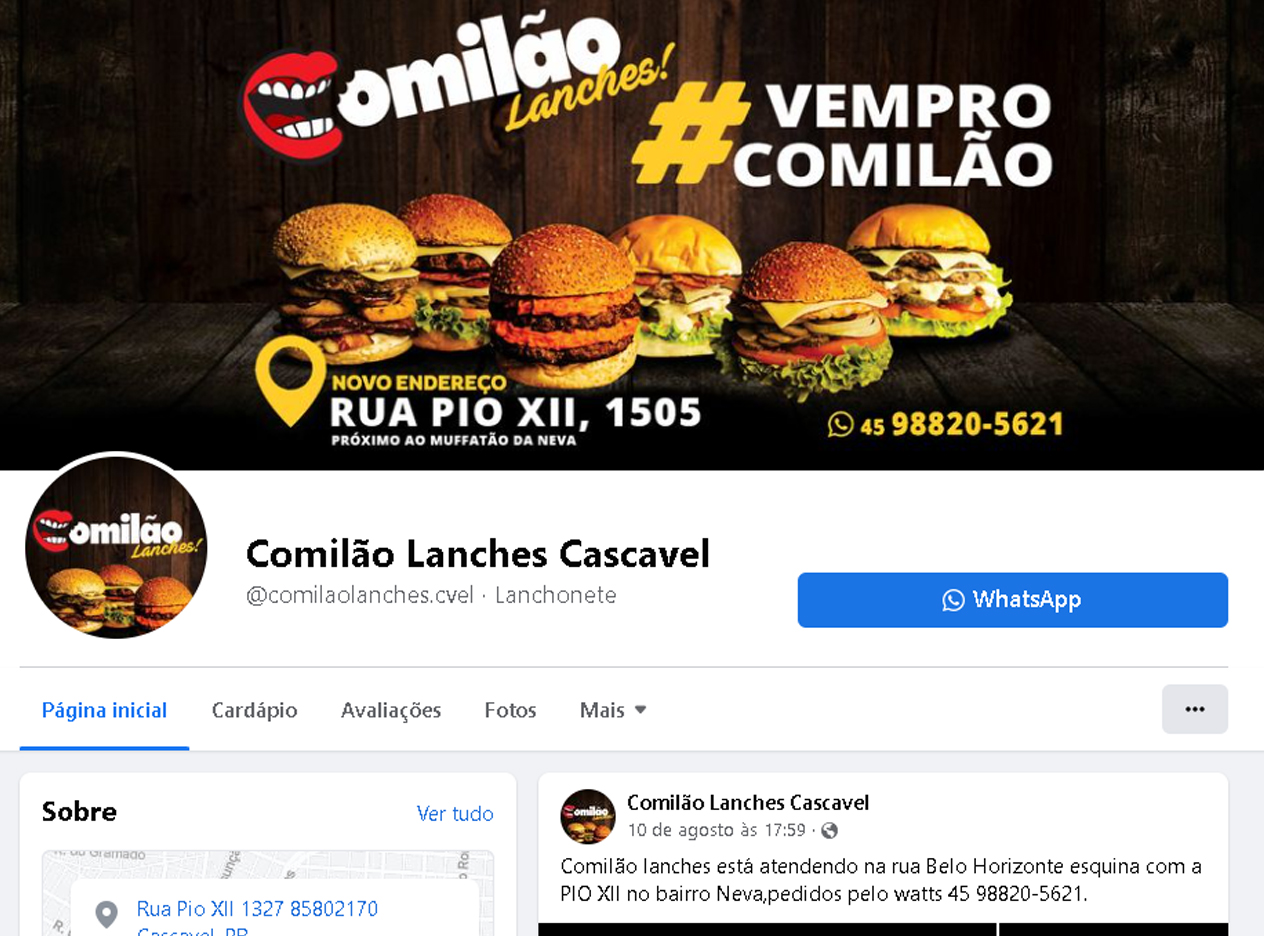 Comilão
Lanches!
#VEMPRO
COMILÃO
NOVO ENDEREÇO
RUA PIO XII, 1505
PRÓXIMO AO MUFFATÃO DA NEVA
45 98820-5621
Comilão
Lanches!
Comilão Lanches Cascavel
@comilaolanches.cvel · Lanchonete
WhatsApp
Página inicial Cardápio Avaliações Fotos Mais
Sobre
Ver tudo
Rua Pio XII 1327 85802170
Cascavel, PR
Comilão
Comilão Lanches Cascavel
10 de agosto às 17:59 ·
Comilão lanches está atendendo na rua Belo Horizonte esquina com a
PIO XII no bairro Neva,pedidos pelo watts 45 98820-5621.